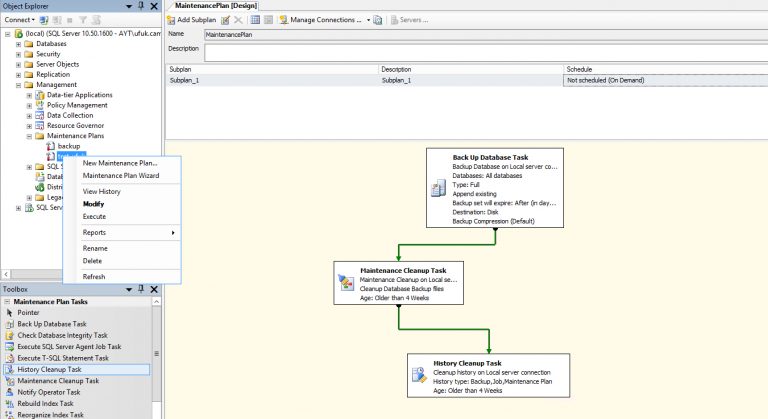 Object Explorer
Connect
(local) (SQL Server 10.50.1600 - AYT\ufuk.cam
Databases
Security
Server Objects
Replication
Management
Data-tier Applications
Policy Management
Data Collection
Resource Governor
Maintenance Plans
backup
SQL S
Datab
Distri
Legac
SQL Serve
New Maintenance Plan...
Maintenance Plan Wizard
View History
Modify
Execute
Reports
Rename
Delete
Refresh
Toolbox
Maintenance Plan Tasks
Pointer
Back Up Database Task
Check Database Integrity Task
Execute SQL Server Agent Job Task
Execute T-SQL Statement Task
History Cleanup Task
Maintenance Cleanup Task
Notify Operator Task
Rebuild Index Task
Reorganize Index Task
MaintenancePlan [Design]
Add Subplan Manage Connections... Servers...
Name MaintenancePlan
Description
Subplan Description Schedule
Subplan_1 Subplan_1 Not scheduled (On Demand)
Back Up Database Task
Backup Database on Local server co...
Databases: All databases
Type: Full
Append existing
Backup set will expire: After (in day...
Destination: Disk
Backup Compression (Default)
Maintenance Cleanup Task
Maintenance Cleanup on Local se...
Cleanup Database Backup files
Age: Older than 4 Weeks
History Cleanup Task
Cleanup history on Local server connection
History type: Backup,Job,Maintenance Plan
Age: Older than 4 Weeks